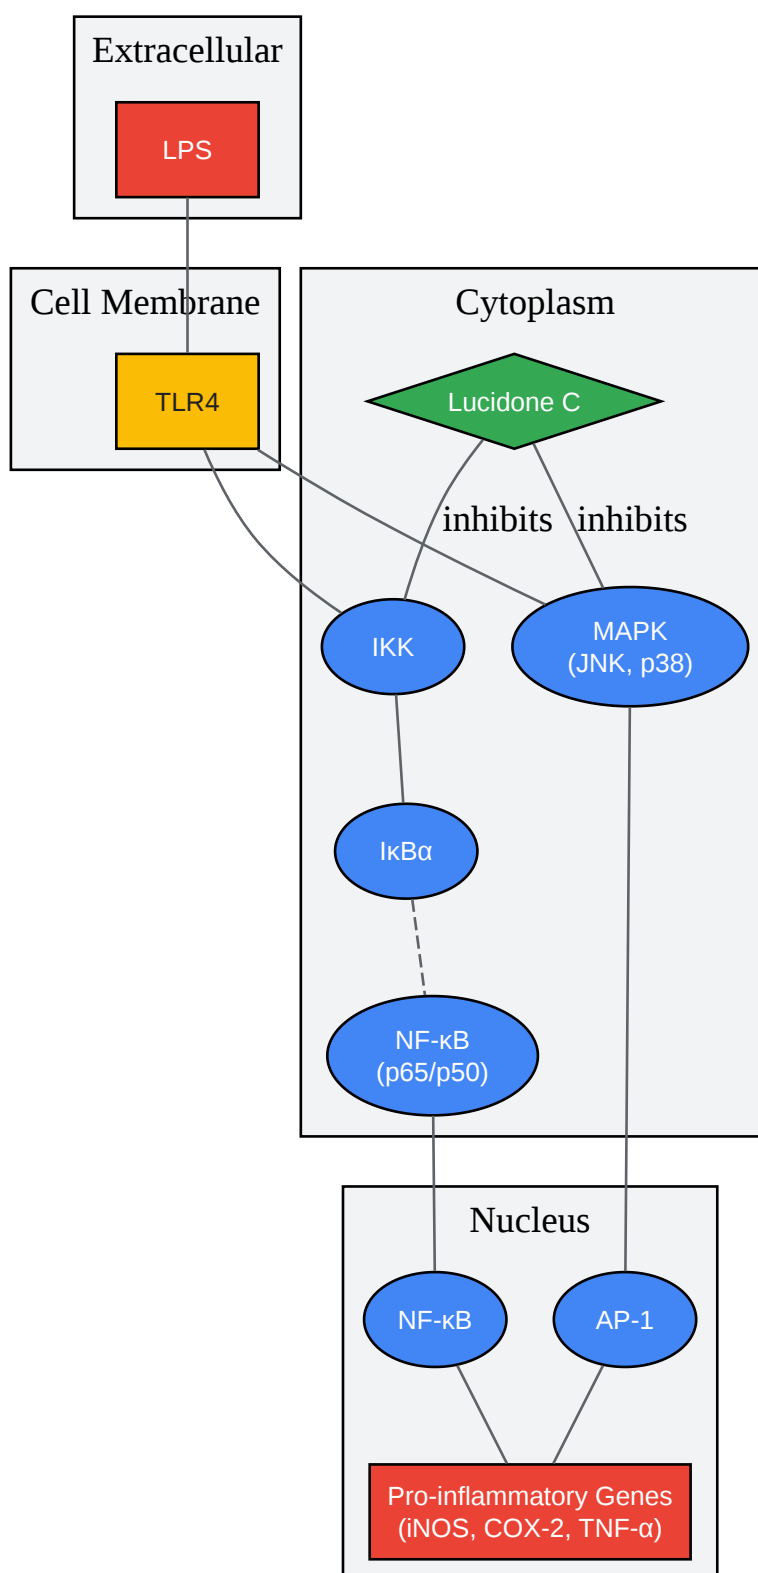 Extracellular
LPS
Cell Membrane
Cytoplasm
TLR4
Lucidone C
inhibits
inhibits
IKK
MAPK
(JNK, p38)
IκBα
NF-κB
(p65/p50)
Nucleus
NF-κB
AP-1
Pro-inflammatory Genes
(iNOS, COX-2, TNF-α)